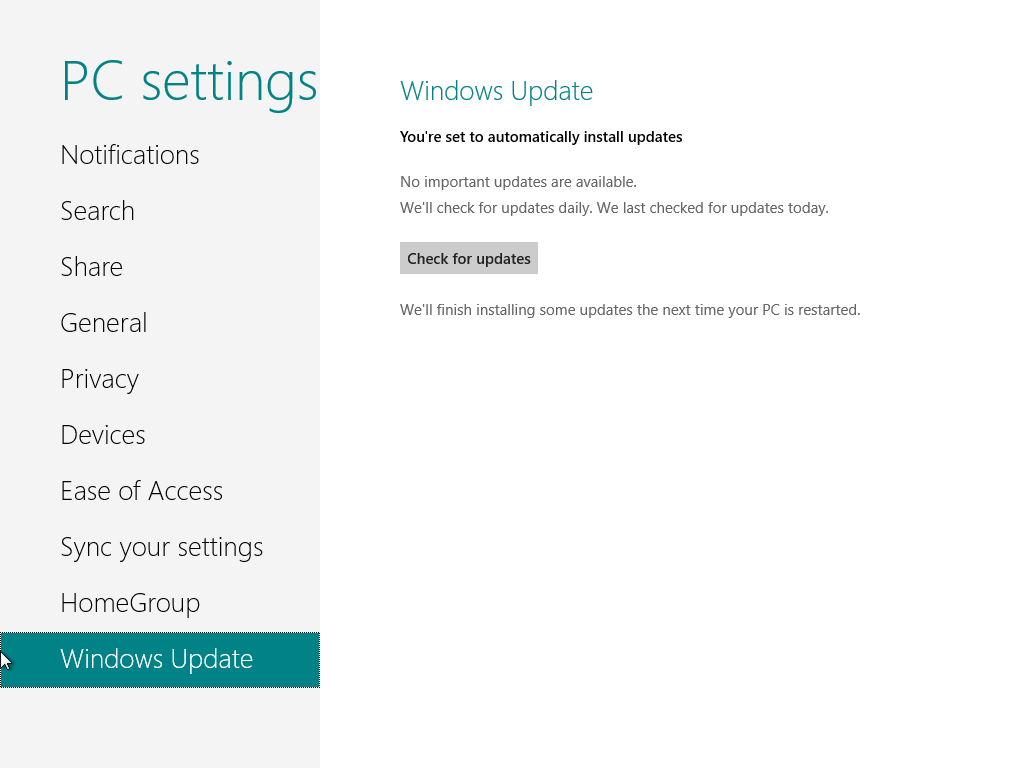 PC settings
Notifications
Search
Share
General
Privacy
Devices
Ease of Access
Sync your settings
HomeGroup
Windows Update
Windows Update
You're set to automatically install updates
No important updates are available.
We'll check for updates daily. We last checked for updates today.
Check for updates
We'll finish installing some updates the next time your PC is restarted.